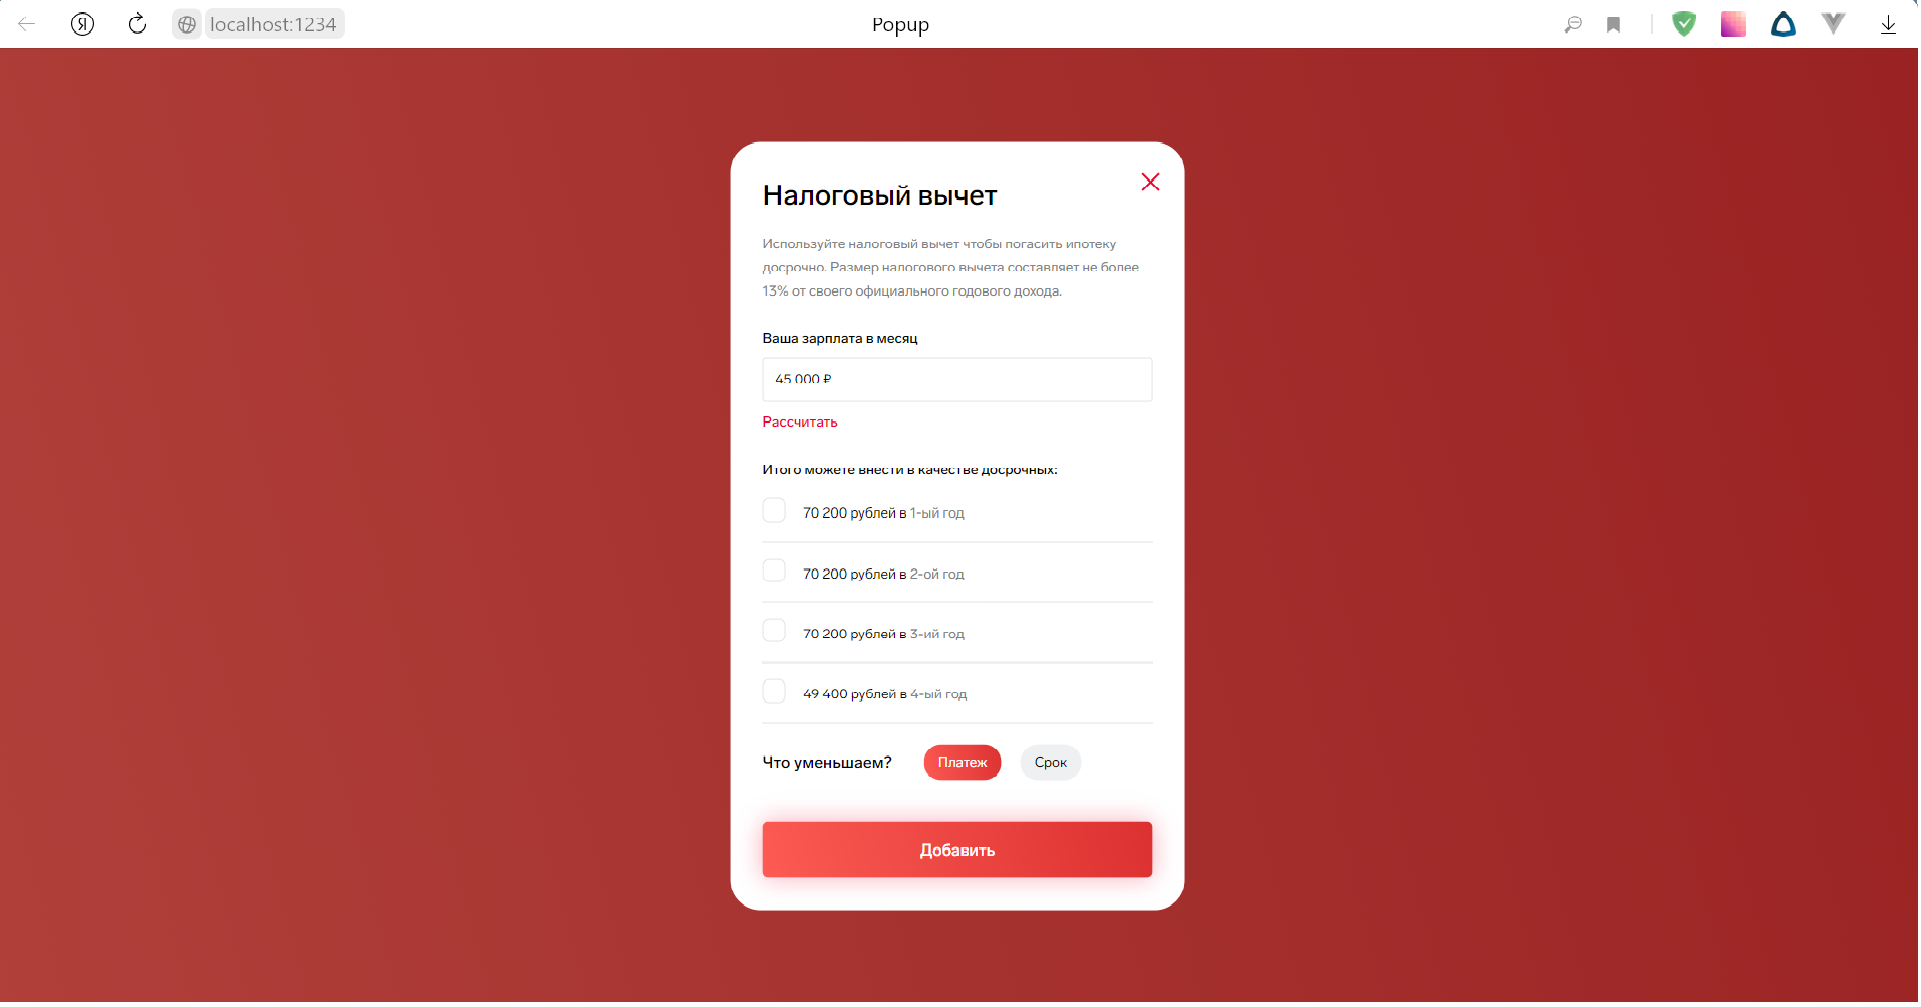 Я localhost:1234 Popup
Налоговый вычет
Используйте налоговый вычет чтобы погасить ипотеку
досрочно. Размер налогового вычета составляет не более
13% от своего официального годового дохода.
Ваша зарплата в месяц
45 000 ₽
Рассчитать
Итого можете внести в качестве досрочных:
70 200 рублей в 1-ый год
70 200 рублей в 2-ой год
70 200 рублей в 3-ий год
49 400 рублей в 4-ый год
Что уменьшаем? Платеж Срок
Добавить